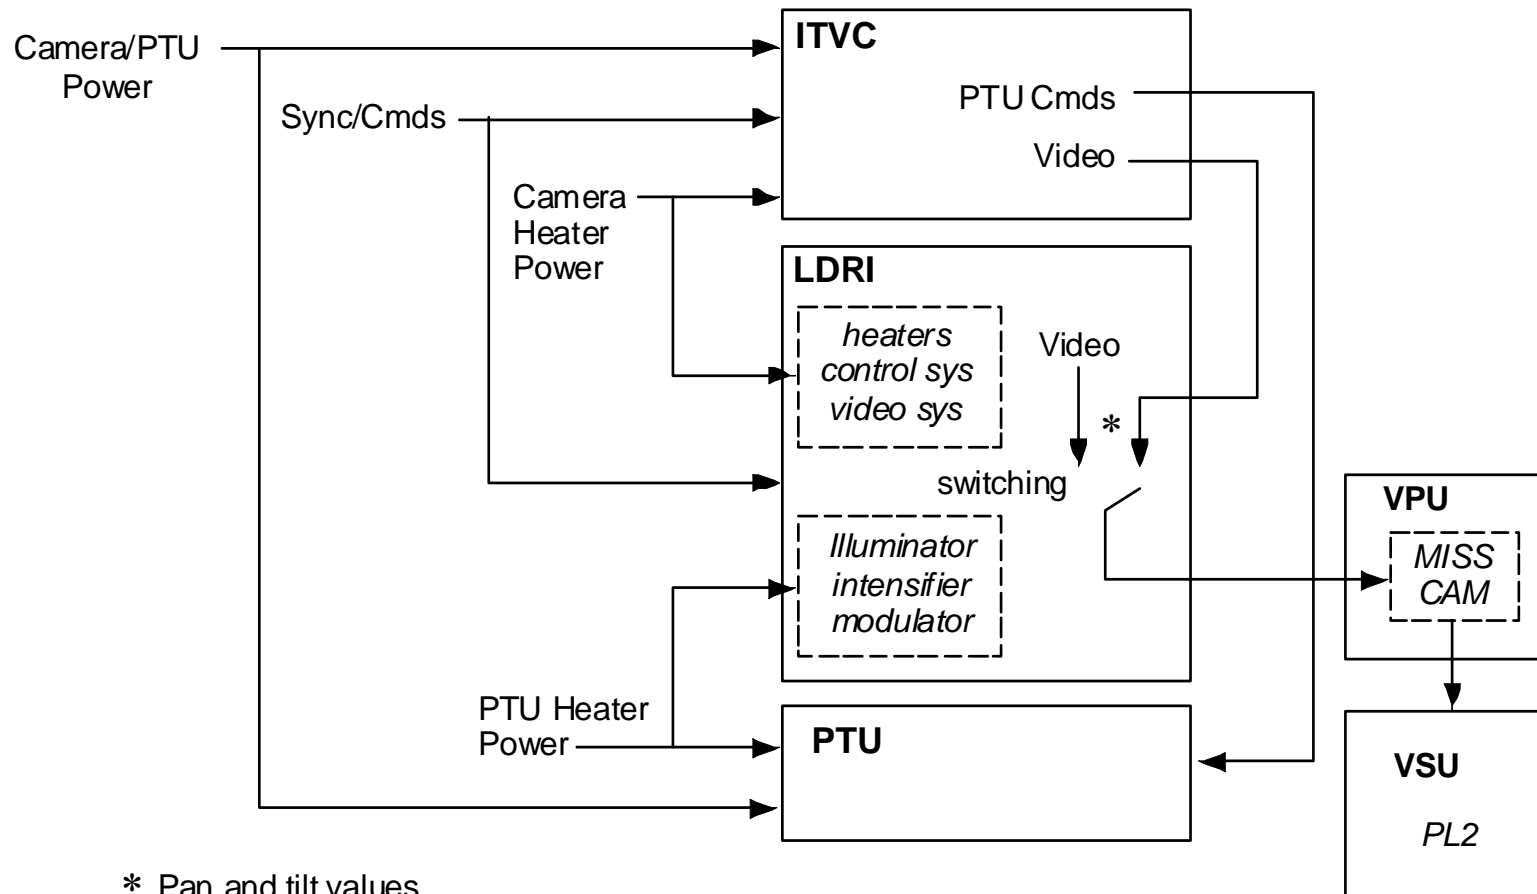 Camera/PTU
Power
Sync/Cmds
Camera
Heater
Power
ITVC
PTU Cmds
Video
LDRI
heaters
control sys
video sys
Video
*
switching
Illuminator
intensifier
modulator
PTU Heater
Power
PTU
VPU
MISS
CAM
VSU
PL2
* Pan and tilt values